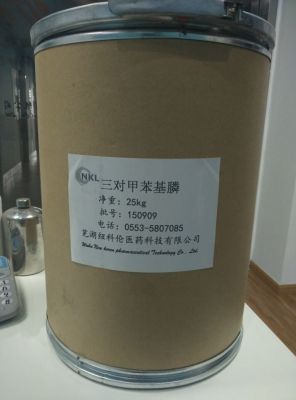 NKL
三对甲苯基膦
净重：25kg
批号：150909
电话：0553-5807085
芜湖纽科伦医药科技有限公司
Wuhu New koren pharmaceutical Technology Co., Ltd.